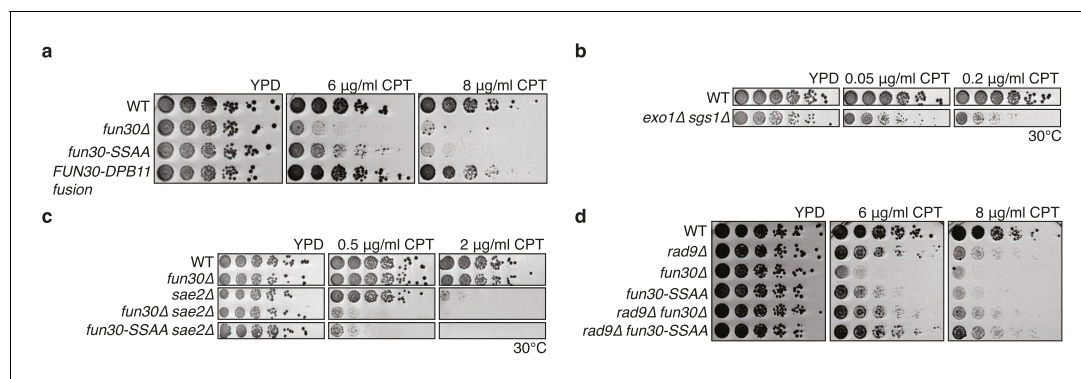 a
YPD 6 µg/ml CPT 8 µg/ml CPT
WT
fun30Δ
fun30-SSAA
FUN30-DPB11
fusion
b
YPD 0.05 µg/ml CPT 0.2 µg/ml CPT
WT
exo1Δ sgs1Δ
30°C
c
YPD 0.5 µg/ml CPT 2 µg/ml CPT
WT
fun30Δ
sae2Δ
fun30Δ sae2Δ
fun30-SSAA sae2Δ
30°C
d
YPD 6 µg/ml CPT 8 µg/ml CPT
WT
rad9Δ
fun30Δ
fun30-SSAA
rad9Δ fun30Δ
rad9Δ fun30-SSAA